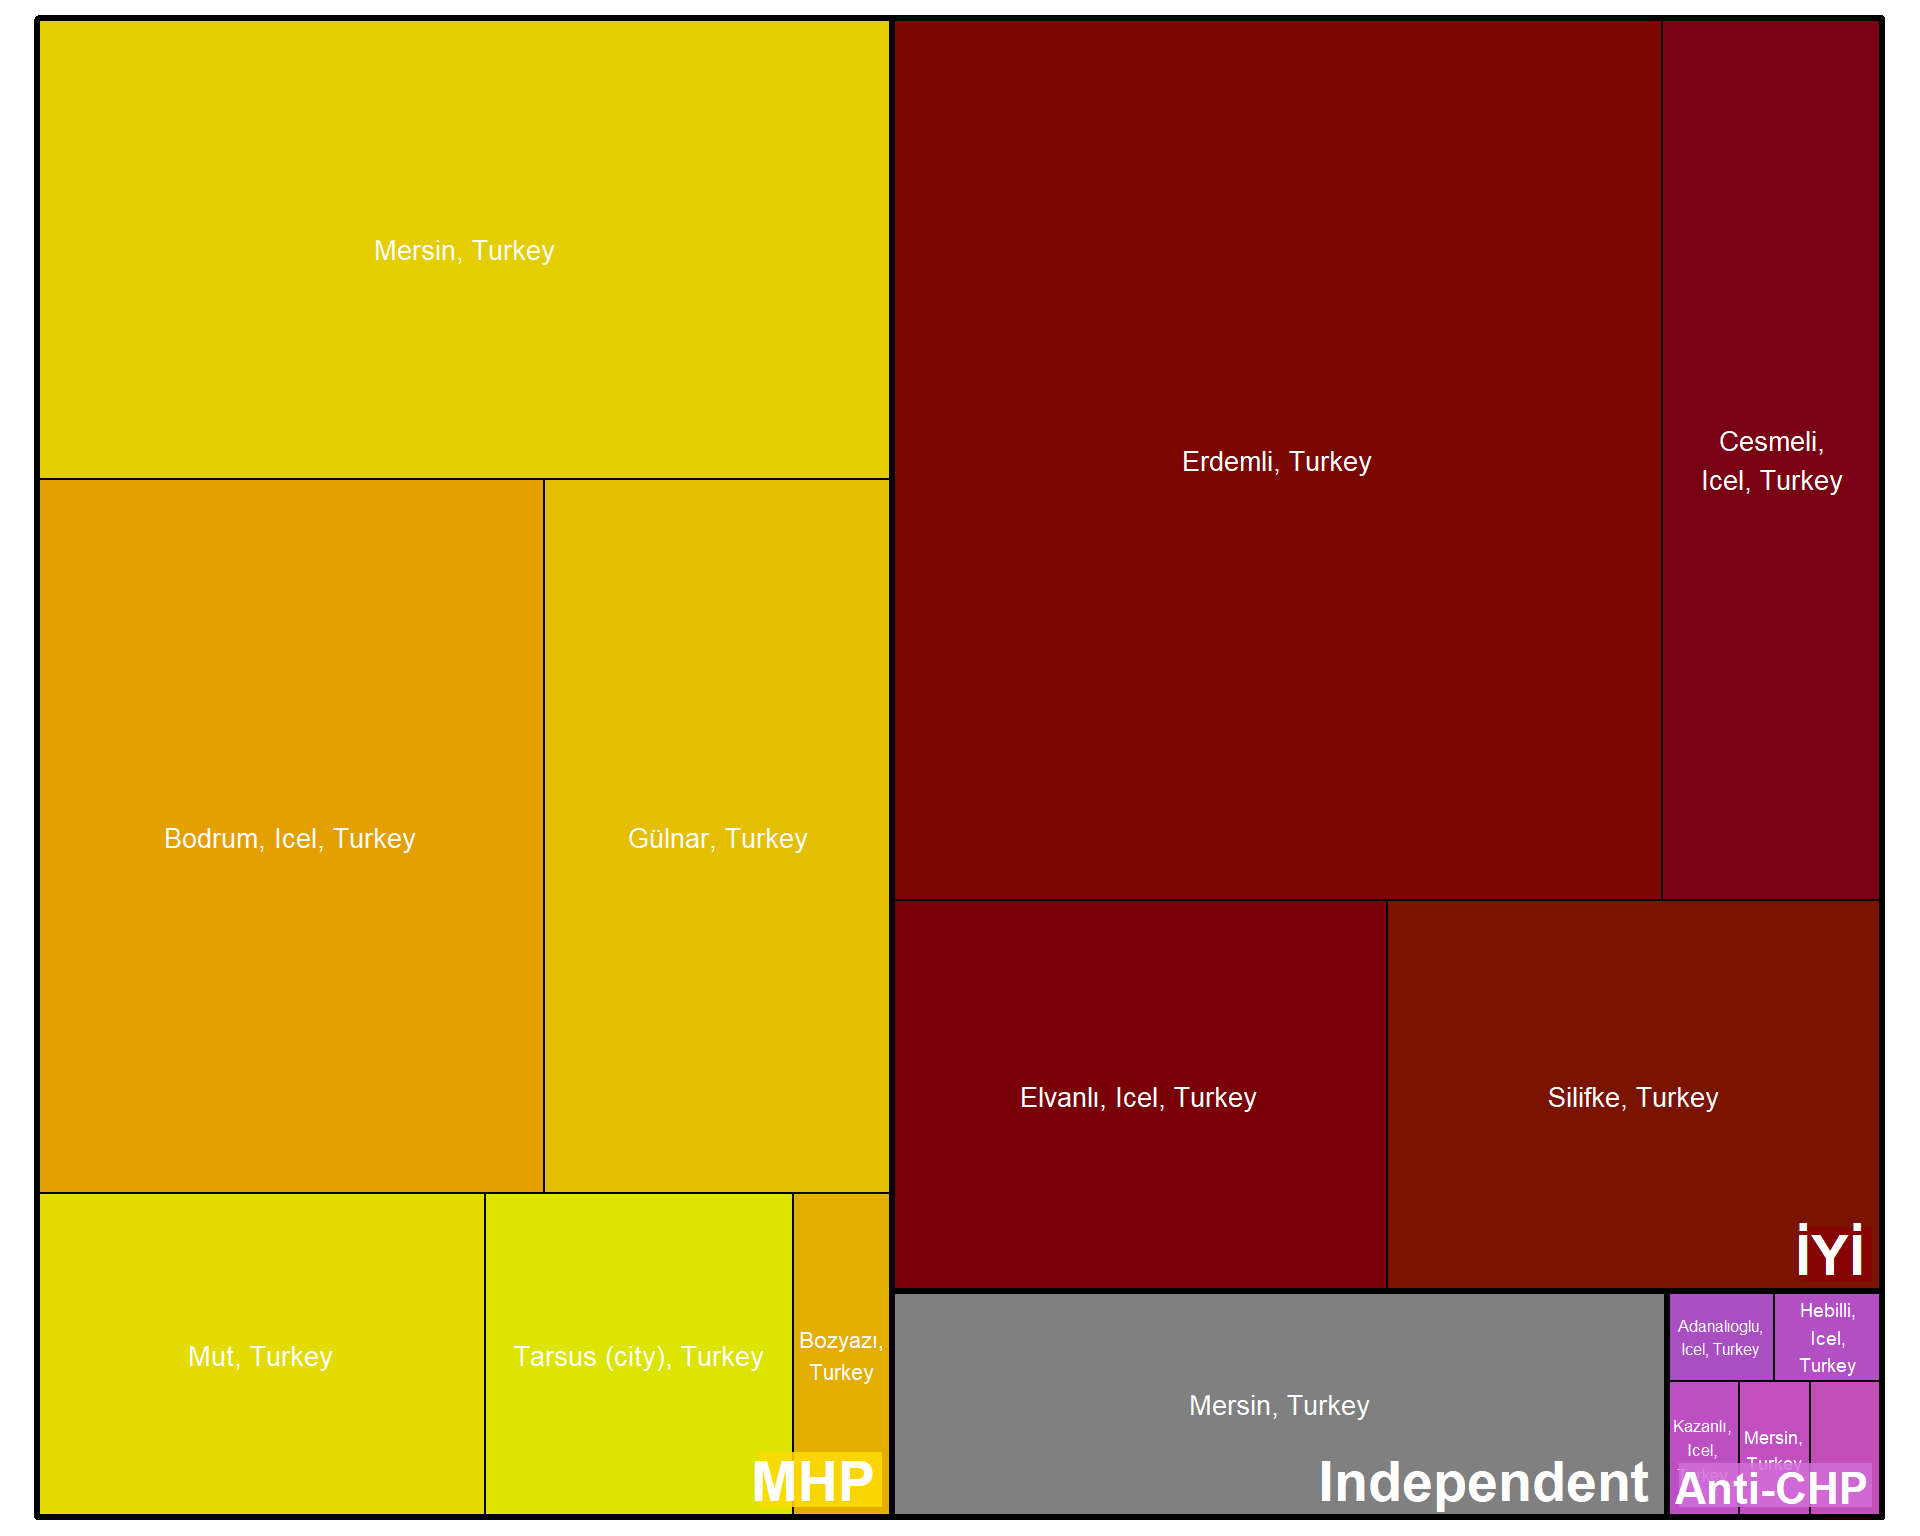 Mersin, Turkey
Bodrum, Icel, Turkey
Gülnar, Turkey
Mut, Turkey
Tarsus (city), Turkey
Bozyazı,
Turkey
MHP
Erdemli, Turkey
Cesmeli,
Icel, Turkey
Elvanlı, Icel, Turkey
Silifke, Turkey
İYİ
Mersin, Turkey
Independent
Adanalıoglu,
Icel, Turkey
Hebilli,
Icel,
Turkey
Kazanlı,
Icel,
Turkey
Mersin,
Turkey
Anti-CHP